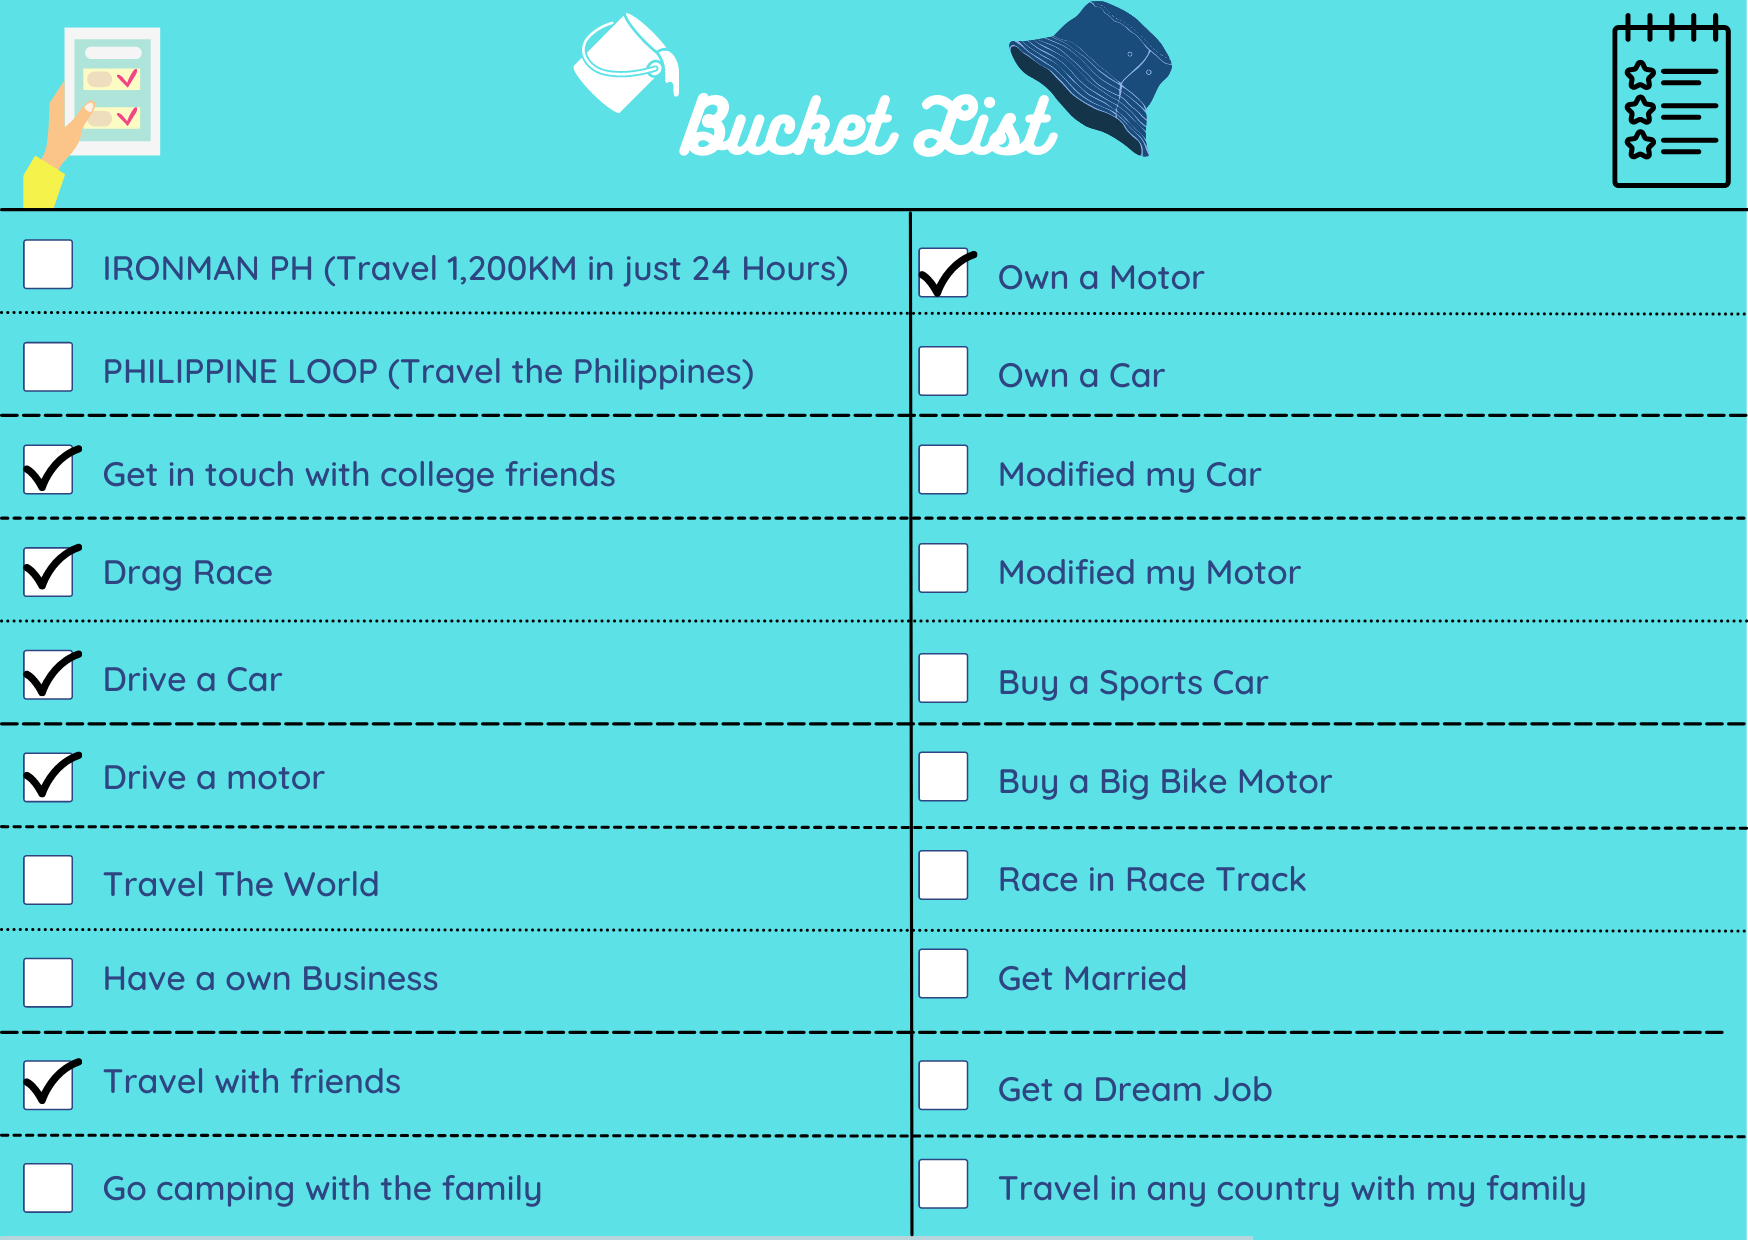 Bucket List
IRONMAN PH (Travel 1,200KM in just 24 Hours)
PHILIPPINE LOOP (Travel the Philippines)
Get in touch with college friends
Drag Race
Drive a Car
Drive a motor
Travel The World
Have a own Business
Travel with friends
Go camping with the family
Own a Motor
Own a Car
Modified my Car
Modified my Motor
Buy a Sports Car
Buy a Big Bike Motor
Race in Race Track
Get Married
Get a Dream Job
Travel in any country with my family